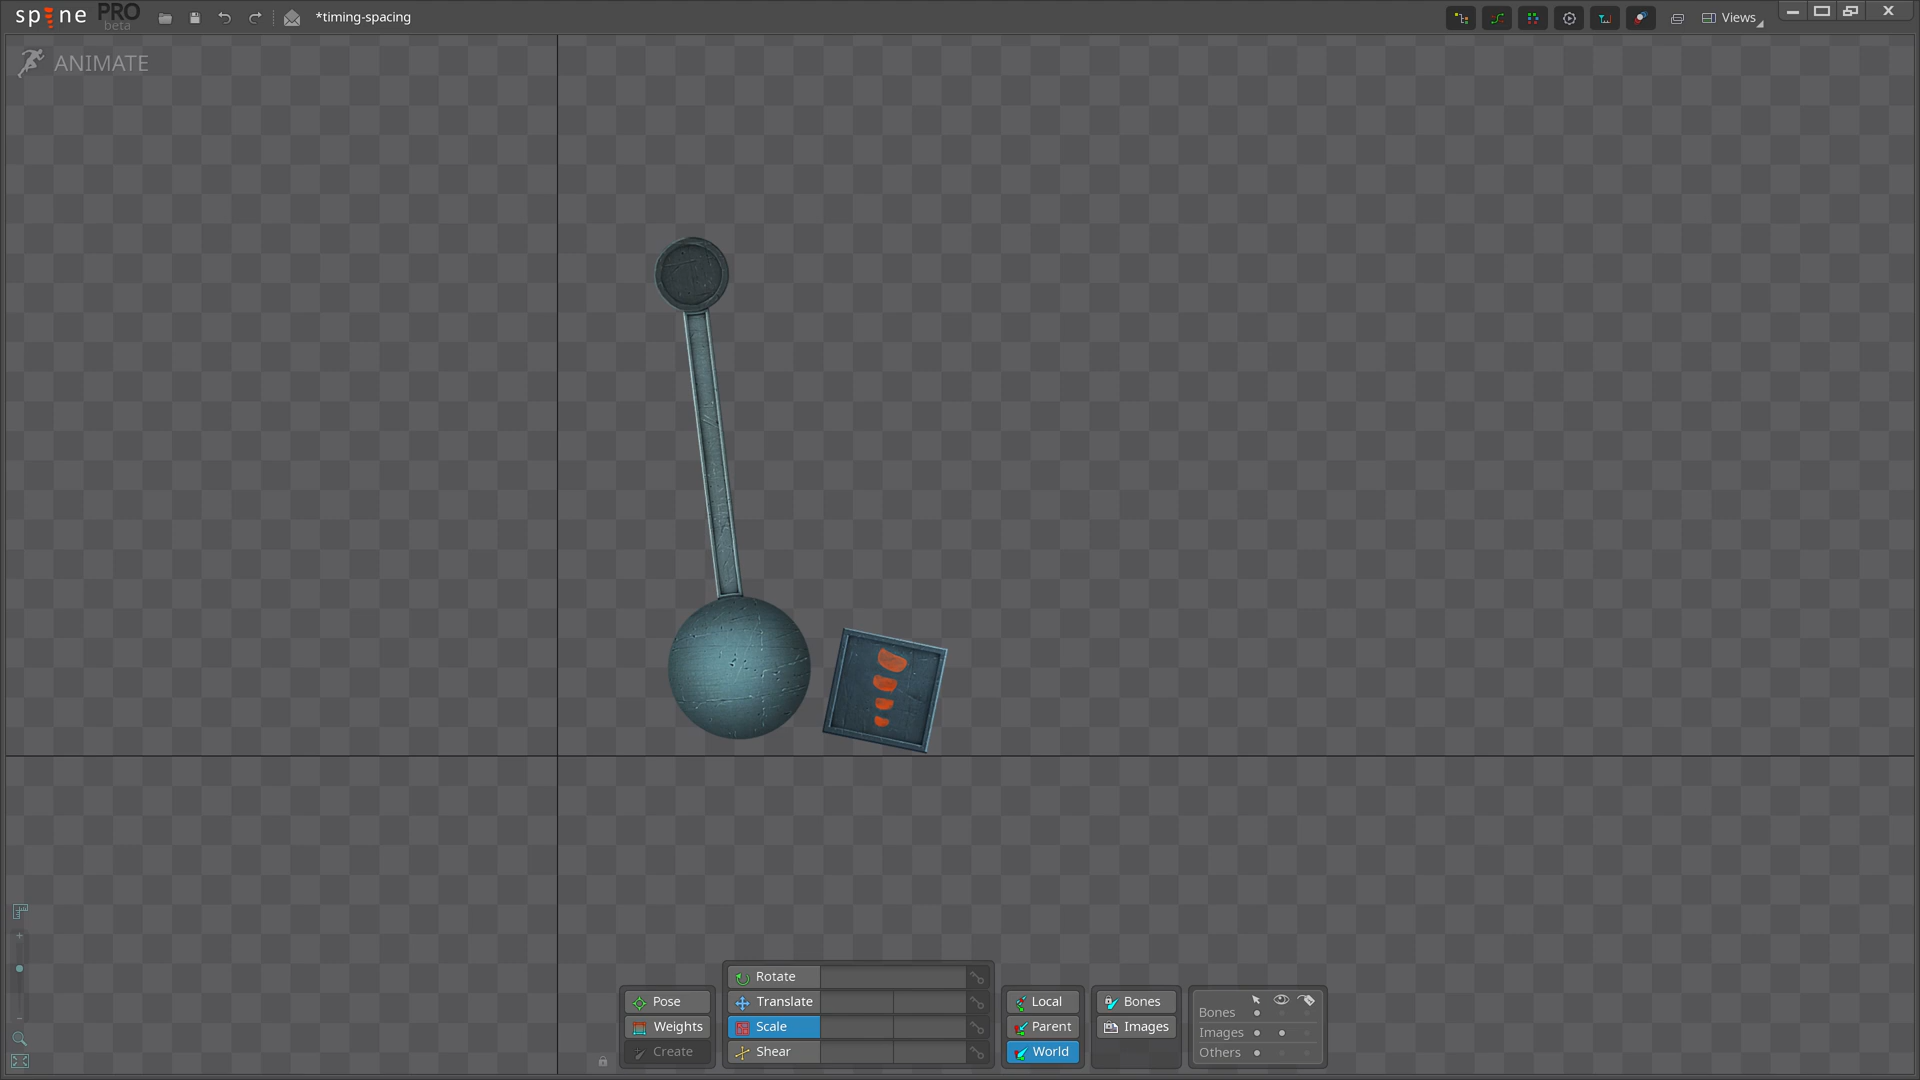 spine PRO
beta
*timing-spacing
Views
ANIMATE
Rotate
Pose
Translate
Local
Bones
Weights
Scale
Parent
Images
Create
Shear
World
Bones
Images
Others